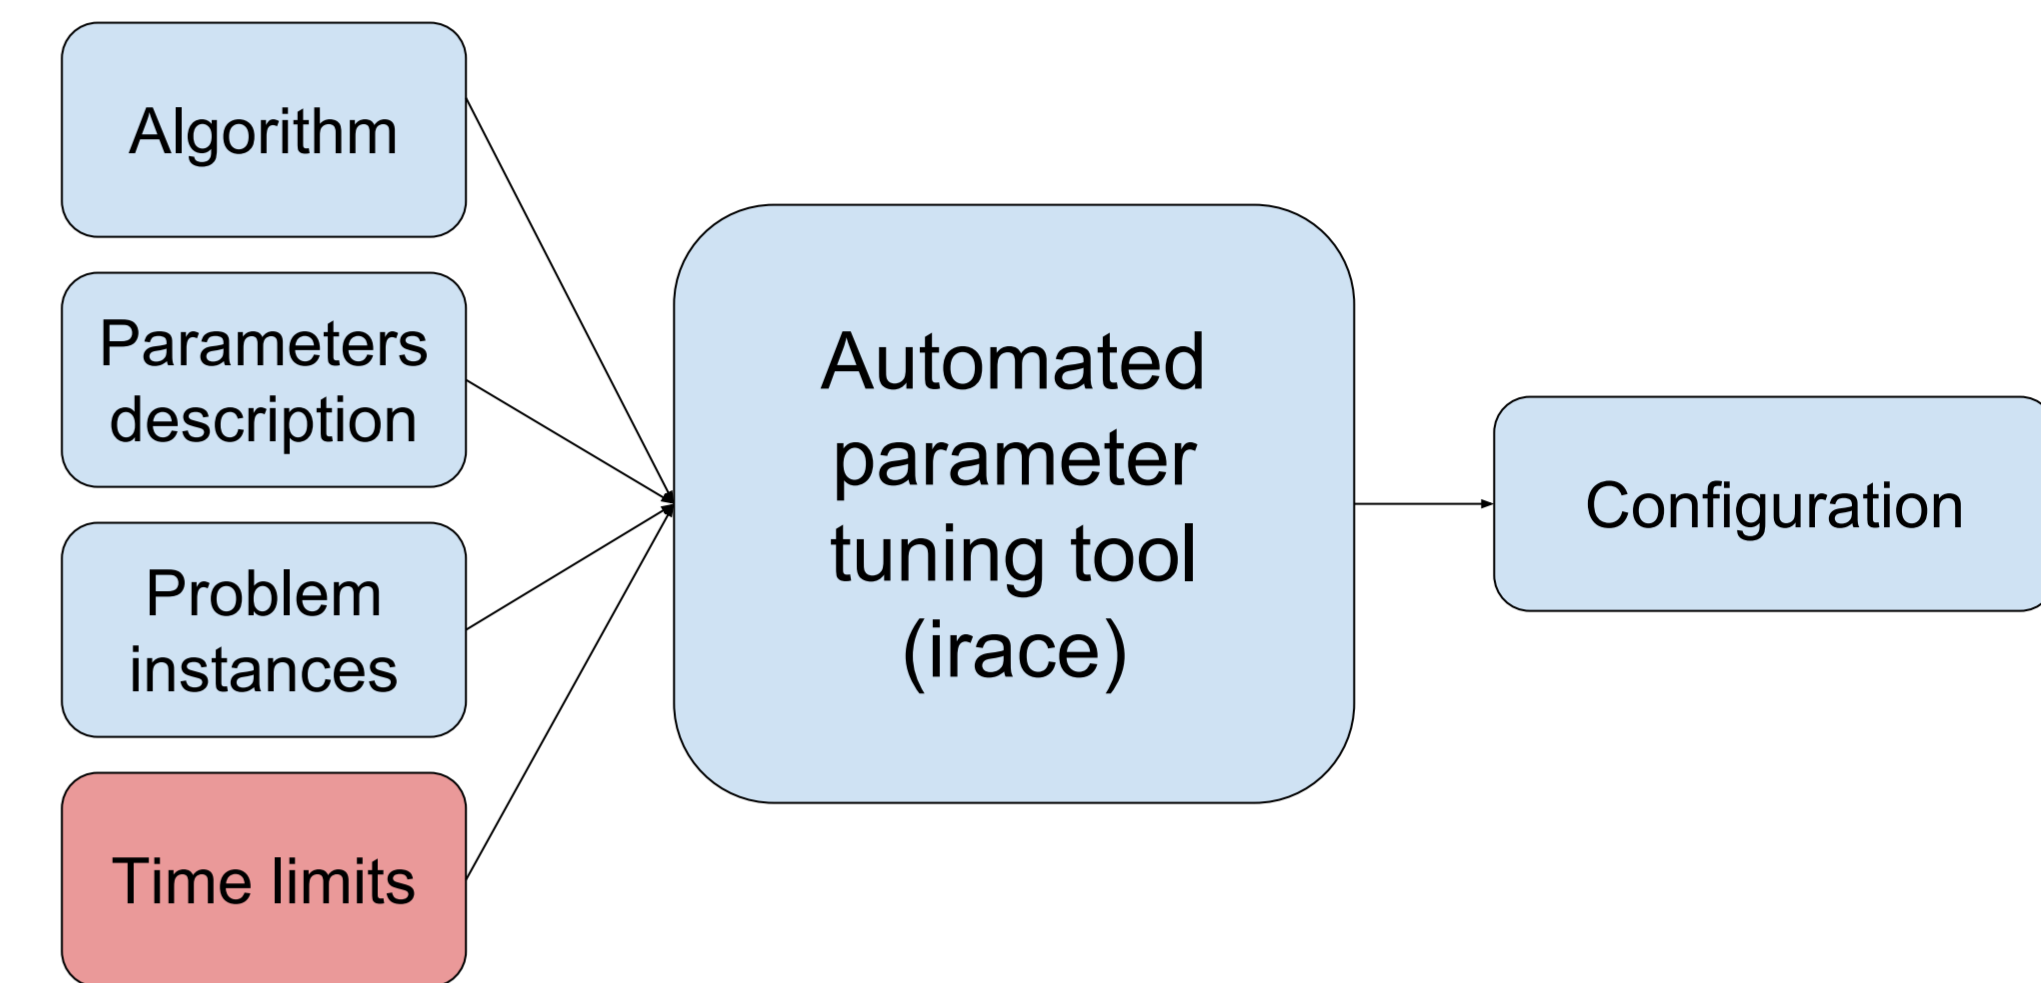 Algorithm
Parameters
description
Problem
instances
Time limits
Automated
parameter
tuning tool
(irace)
Configuration